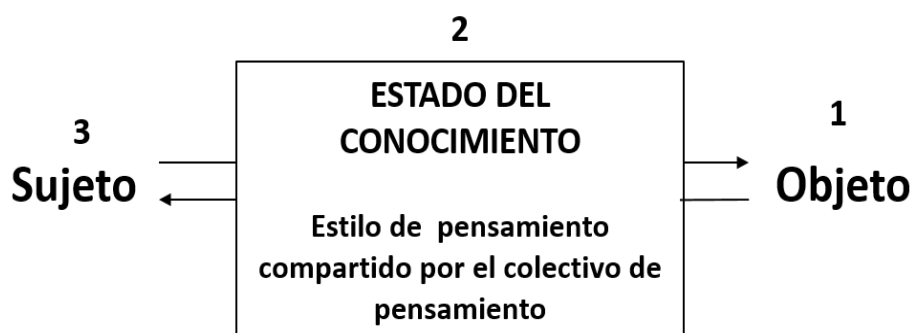 2
ESTADO DEL
CONOCIMIENTO
3
Sujeto
1
Objeto
Estilo de pensamiento
compartido por el colectivo de
pensamiento